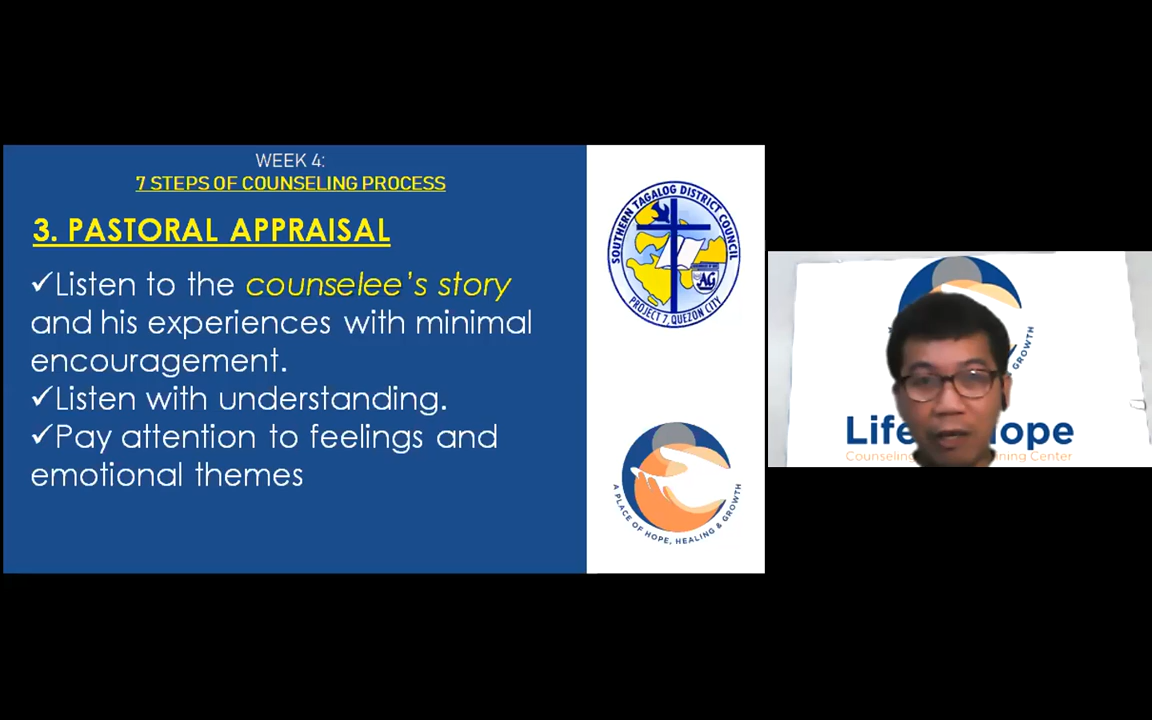 WEEK 4:
7 STEPS OF COUNSELING PROCESS
3. PASTORAL APPRAISAL
✓Listen to the counselee’s story
and his experiences with minimal
encouragement.
✓Listen with understanding.
✓Pay attention to feelings and
emotional themes
SOUTHERN TAGALOG DISTRICT COUNCIL
AG
PROJECT 7, QUEZON CITY
A PLACE OF HOPE, HEALING & GROWTH
& GROWTH
Life ope
Counseling ning Center